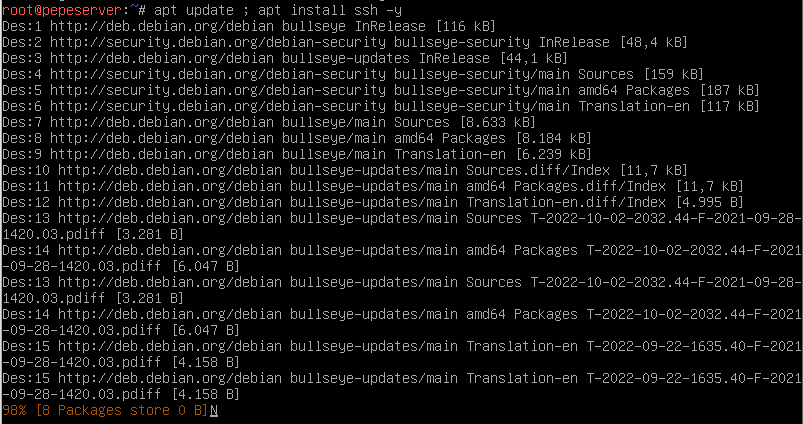 root@pepeserver:~# apt update ; apt install ssh -y
Des:1 http://deb.debian.org/debian bullseye InRelease [116 kB]
Des:2 http://security.debian.org/debian-security bullseye-security InRelease [48,4 kB]
Des:3 http://deb.debian.org/debian bullseye-updates InRelease [44,1 kB]
Des:4 http://security.debian.org/debian-security bullseye-security/main Sources [159 kB]
Des:5 http://security.debian.org/debian-security bullseye-security/main amd64 Packages [187 kB]
Des:6 http://security.debian.org/debian-security bullseye-security/main Translation-en [117 kB]
Des:7 http://deb.debian.org/debian bullseye/main Sources [8.633 kB]
Des:8 http://deb.debian.org/debian bullseye/main amd64 Packages [8.184 kB]
Des:9 http://deb.debian.org/debian bullseye/main Translation-en [6.239 kB]
Des:10 http://deb.debian.org/debian bullseye-updates/main Sources.diff/Index [11,7 kB]
Des:11 http://deb.debian.org/debian bullseye-updates/main amd64 Packages.diff/Index [11,7 kB]
Des:12 http://deb.debian.org/debian bullseye-updates/main Translation-en.diff/Index [4.995 B]
Des:13 http://deb.debian.org/debian bullseye-updates/main Sources T-2022-10-02-2032.44-F-2021-09-28-
1420.03.pdiff [3.281 B]
Des:14 http://deb.debian.org/debian bullseye-updates/main amd64 Packages T-2022-10-02-2032.44-F-2021
-09-28-1420.03.pdiff [6.047 B]
Des:13 http://deb.debian.org/debian bullseye-updates/main Sources T-2022-10-02-2032.44-F-2021-09-28-
1420.03.pdiff [3.281 B]
Des:14 http://deb.debian.org/debian bullseye-updates/main amd64 Packages T-2022-10-02-2032.44-F-2021
-09-28-1420.03.pdiff [6.047 B]
Des:15 http://deb.debian.org/debian bullseye-updates/main Translation-en T-2022-09-22-1635.40-F-2021
-09-28-1420.03.pdiff [4.158 B]
Des:15 http://deb.debian.org/debian bullseye-updates/main Translation-en T-2022-09-22-1635.40-F-2021
-09-28-1420.03.pdiff [4.158 B]
98% [8 Packages store 0 B]N